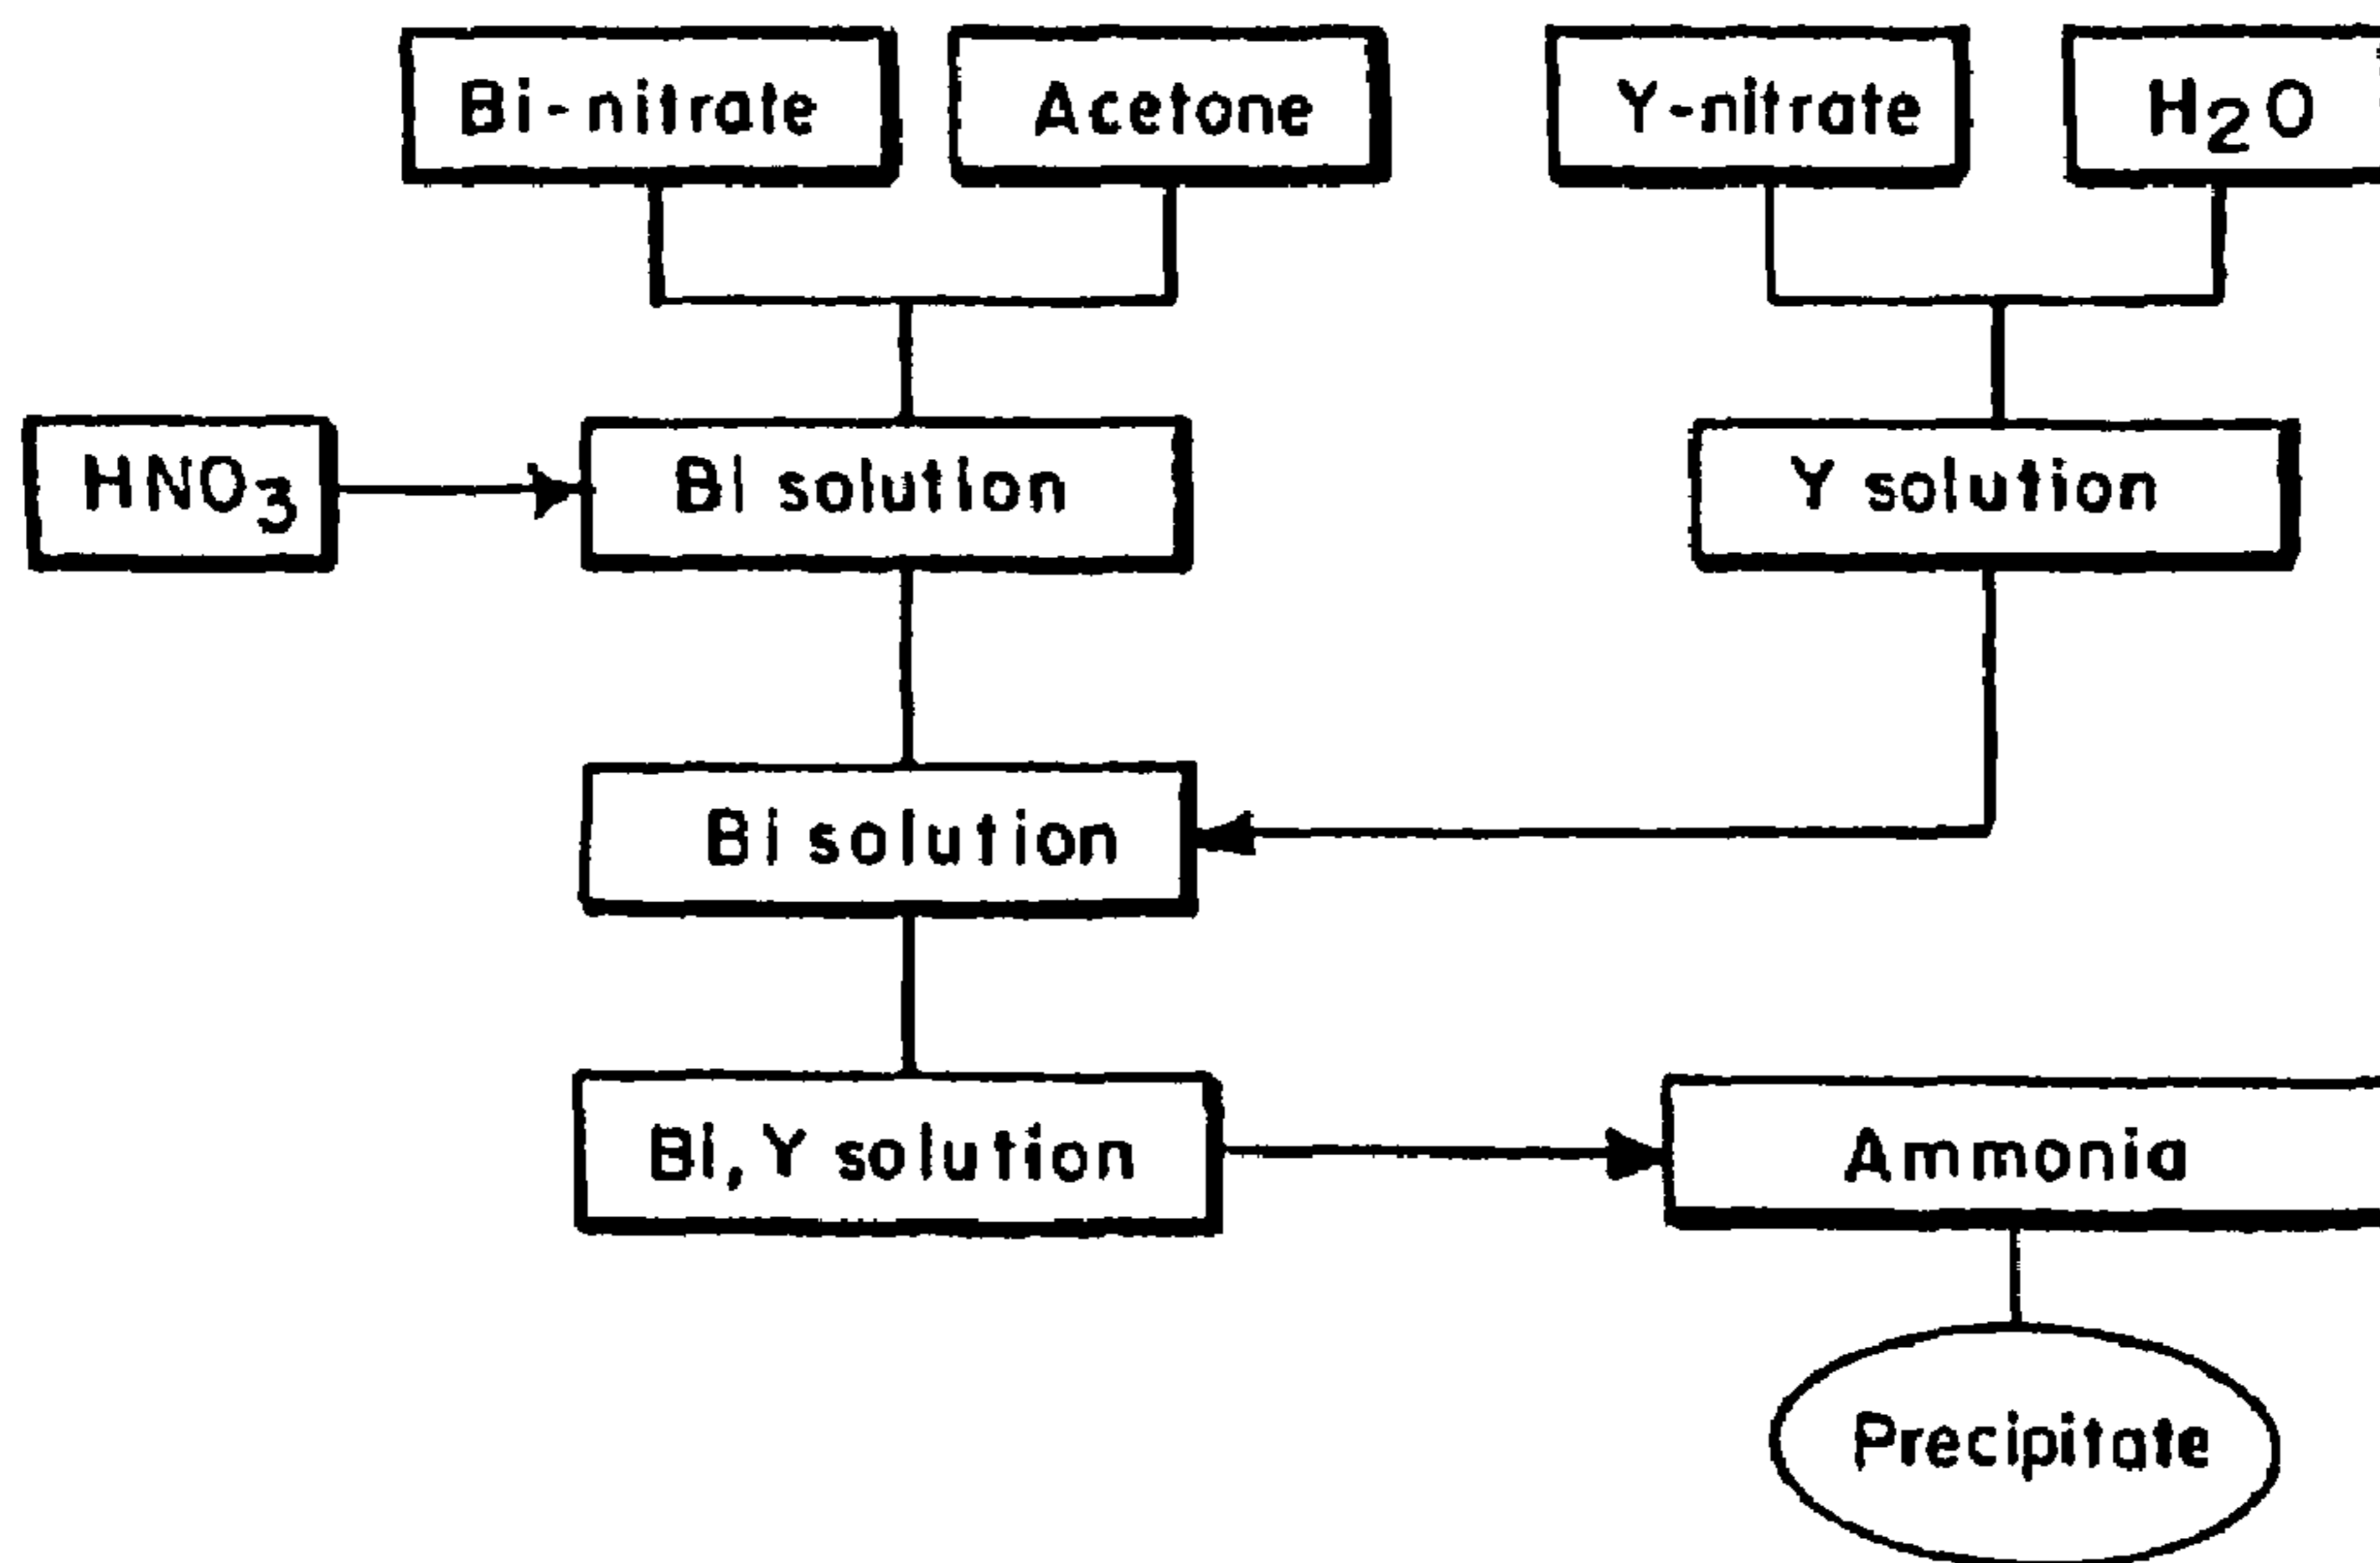 Bi-nitrate
Acetone
Y-nitrate
H2O
HNO3
Bi solution
Y solution
Bi solution
Bi, Y solution
Ammonia
Precipitate